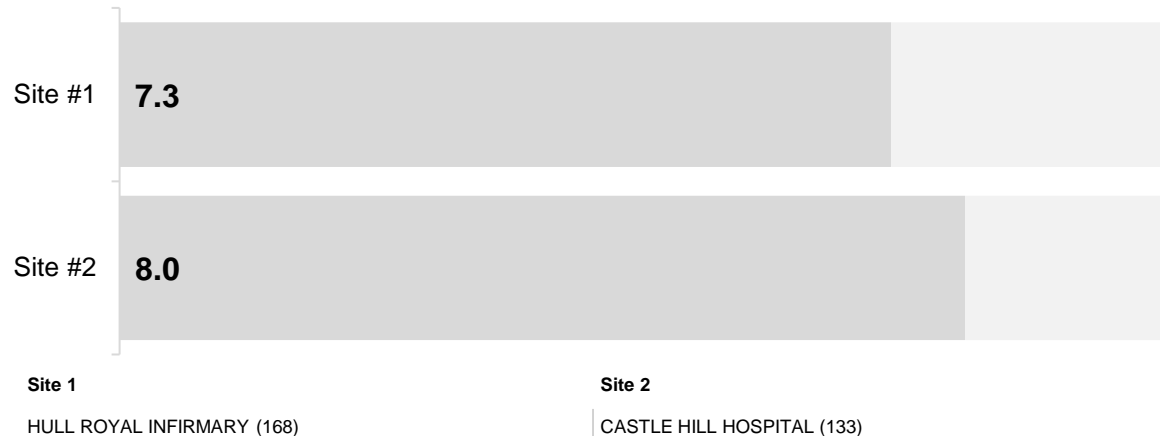 Site #1 7.3
Site #2 8.0
Site 1 Site 2
HULL ROYAL INFIRMARY (168) CASTLE HILL HOSPITAL (133)